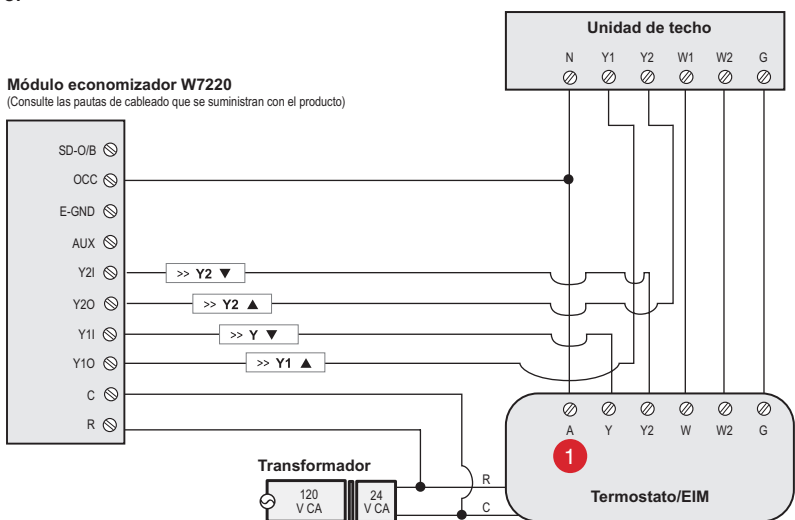 Unidad de techo
N Y1 Y2 W1 W2 G
Módulo economizador W7220
(Consulte las pautas de cableado que se suministran con el producto)
SD-O/B
OCC
E-GND
AUX
Y2I
>> Y2 ▼
Y2O
>> Y2 ▲
Y1I
>> Y ▼
Y1O
>> Y1 ▲
C
R
A Y Y2 W W2 G
1
Transformador
120
V CA
24
V CA
R
C
Termostato/EIM